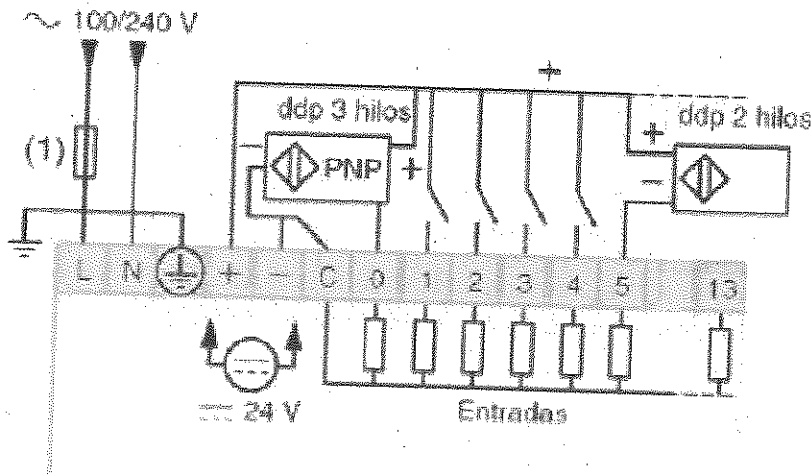 ~ 100/240 V
ddp 3 hilos
+
ddp 2 hilos
(1)
-
PNP
+
+
-
L N + - C 0 1 2 3 4 5 13
24 V
Entradas